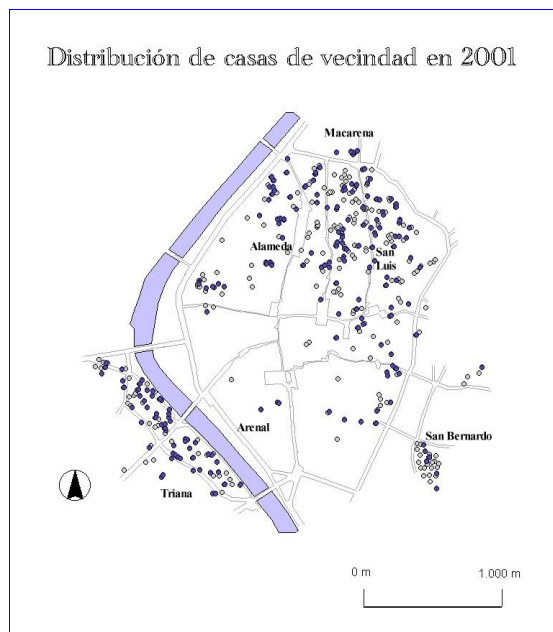 Distribución de casas de vecindad en 2001
Macarena
Alameda
San
Luis
Arenal
San Bernardo
Triana
0 m
1.000 m